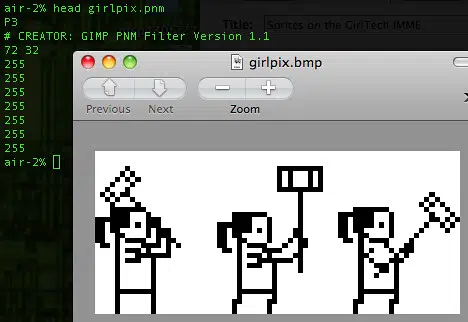 air-2% head girlpix.pnm
P3
# CREATOR: GIMP PNM Filter Version 1.1
72 32
255
255
255
255
255
255
255
air-2%
Title: Sprites on the GirlTech IMME
girlpix.bmp
Previous Next Zoom